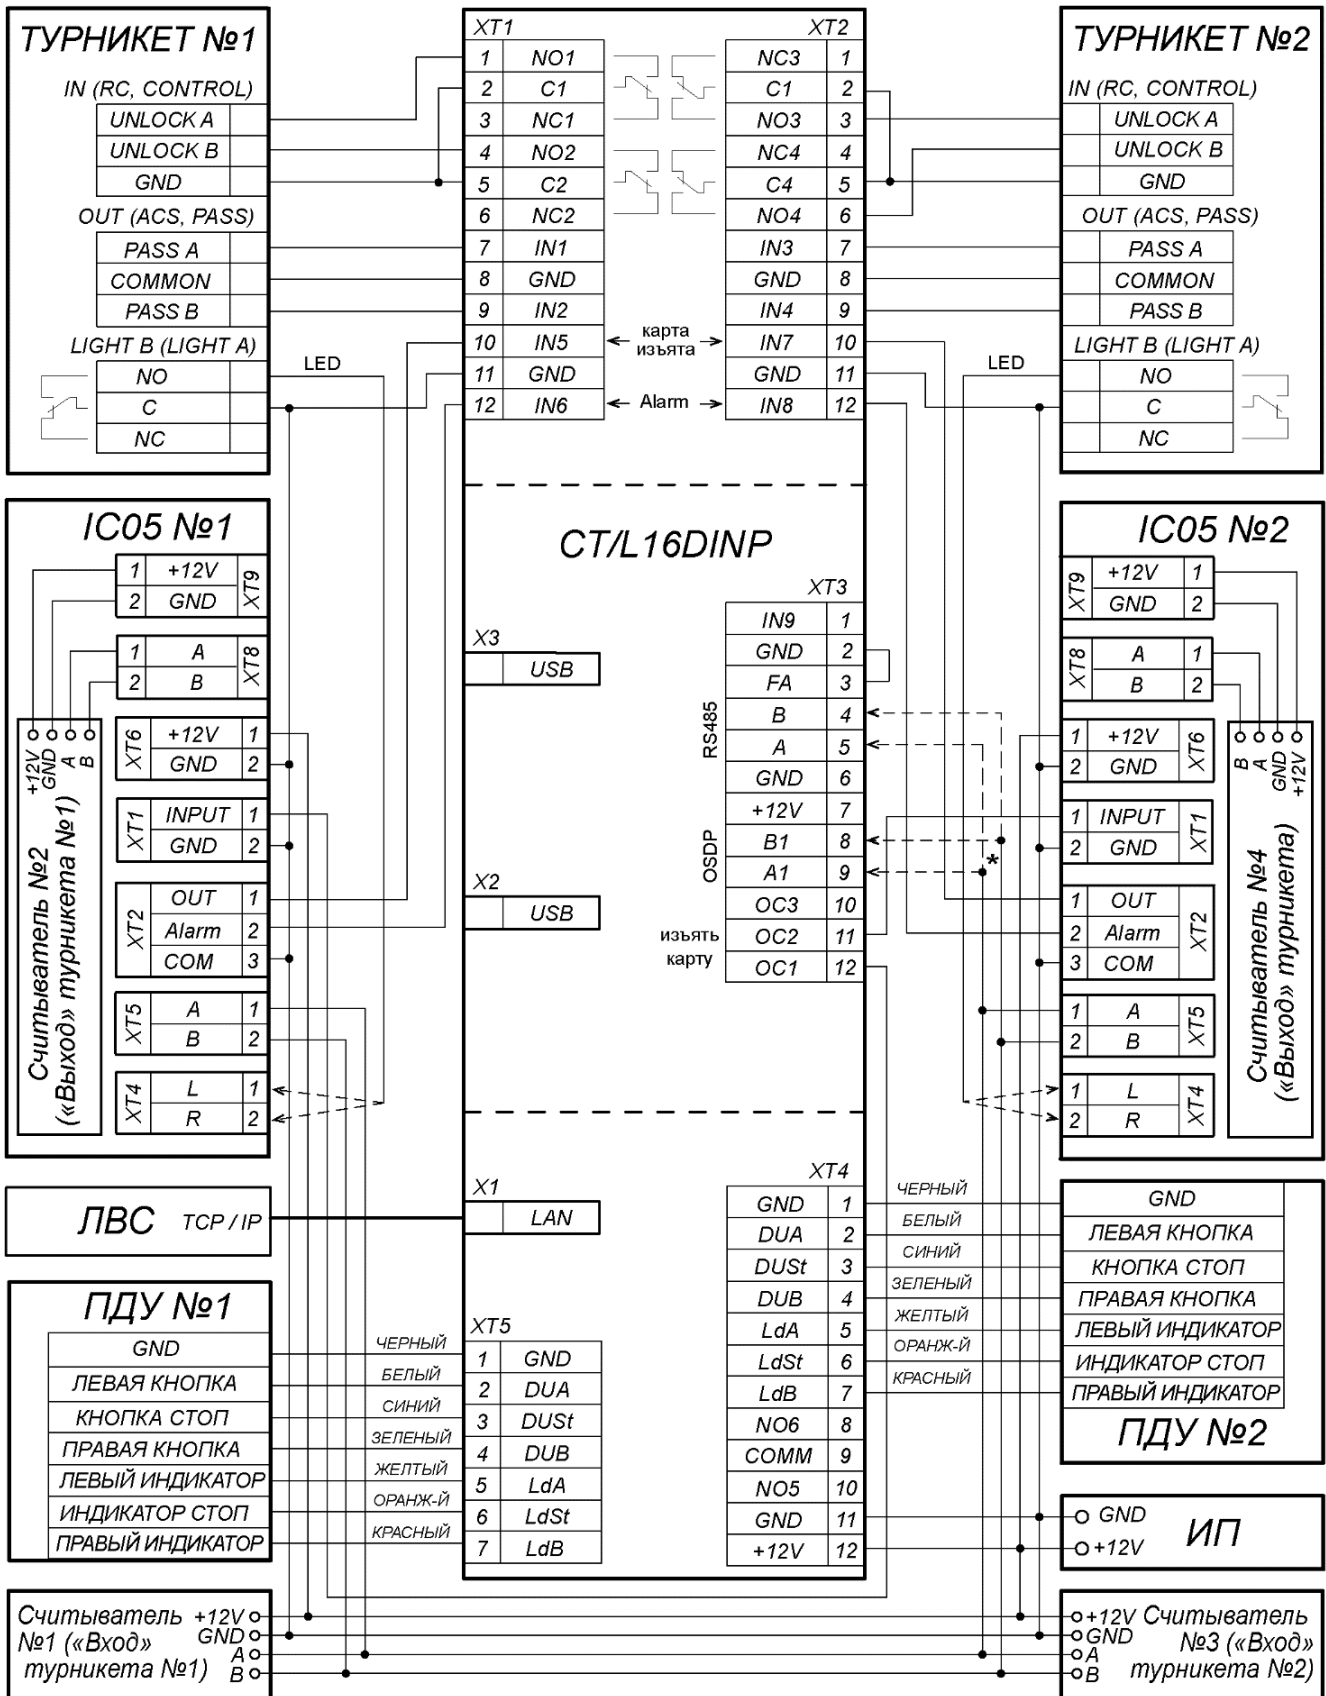 ТУРНИКЕТ №1
IN (RC, CONTROL)
UNLOCK A
UNLOCK B
GND
OUT (ACS, PASS)
PASS A
COMMON
PASS B
LIGHT B (LIGHT A)
NO
C
NC
LED
XT1
1 NO1
2 C1
3 NC1
4 NO2
5 C2
6 NC2
7 IN1
8 GND
9 IN2
10 IN5
11 GND
12 IN6
карта
изъята
Alarm
XT2
NC3 1
C1 2
NO3 3
NC4 4
C4 5
NO4 6
IN3 7
GND 8
IN4 9
IN7 10
GND 11
IN8 12
ТУРНИКЕТ №2
IN (RC, CONTROL)
UNLOCK A
UNLOCK B
GND
OUT (ACS, PASS)
PASS A
COMMON
PASS B
LIGHT B (LIGHT A)
LED
NO
C
NC
IC05 №1
1 +12V
2 GND
XT9
1 A
2 B
XT8
XT6
+12V 1
GND 2
XT1
INPUT 1
GND 2
XT2
OUT 1
Alarm 2
COM 3
XT5
A 1
B 2
XT4
L 1
R 2
+12V
GND
A
B
Считыватель №2
(«Выход» турникета №1)
CT/L16DINP
X3
USB
X2
USB
XT3
IN9 1
GND 2
FA 3
B 4
A 5
GND 6
+12V 7
B1 8
A1 9
OC3 10
OC2 11
OC1 12
RS485
OSDP
изъять
карту
*
IC05 №2
XT9
+12V 1
GND 2
XT8
A 1
B 2
1 +12V
2 GND
XT6
1 INPUT
2 GND
XT1
1 OUT
2 Alarm
3 COM
XT2
1 A
2 B
XT5
1 L
2 R
XT4
B
A
GND
+12V
Считыватель №4
(«Выход» турникета)
ЛВС TCP / IP
X1
LAN
ПДУ №1
GND
ЛЕВАЯ КНОПКА
КНОПКА СТОП
ПРАВАЯ КНОПКА
ЛЕВЫЙ ИНДИКАТОР
ИНДИКАТОР СТОП
ПРАВЫЙ ИНДИКАТОР
ЧЕРНЫЙ
БЕЛЫЙ
СИНИЙ
ЗЕЛЕНЫЙ
ЖЕЛТЫЙ
ОРАНЖ-Й
КРАСНЫЙ
XT5
1 GND
2 DUA
3 DUSt
4 DUB
5 LdA
6 LdSt
7 LdB
XT4
GND 1
DUA 2
DUSt 3
DUB 4
LdA 5
LdSt 6
LdB 7
NO6 8
COMM 9
NO5 10
GND 11
+12V 12
ЧЕРНЫЙ
БЕЛЫЙ
СИНИЙ
ЗЕЛЕНЫЙ
ЖЕЛТЫЙ
ОРАНЖ-Й
КРАСНЫЙ
GND
ЛЕВАЯ КНОПКА
КНОПКА СТОП
ПРАВАЯ КНОПКА
ЛЕВЫЙ ИНДИКАТОР
ИНДИКАТОР СТОП
ПРАВЫЙ ИНДИКАТОР
ПДУ №2
GND
+12V
ИП
Считыватель
№1 («Вход»
турникета №1)
+12V
GND
A
B
+12V
GND
A
B
Считыватель
№3 («Вход»
турникета №2)